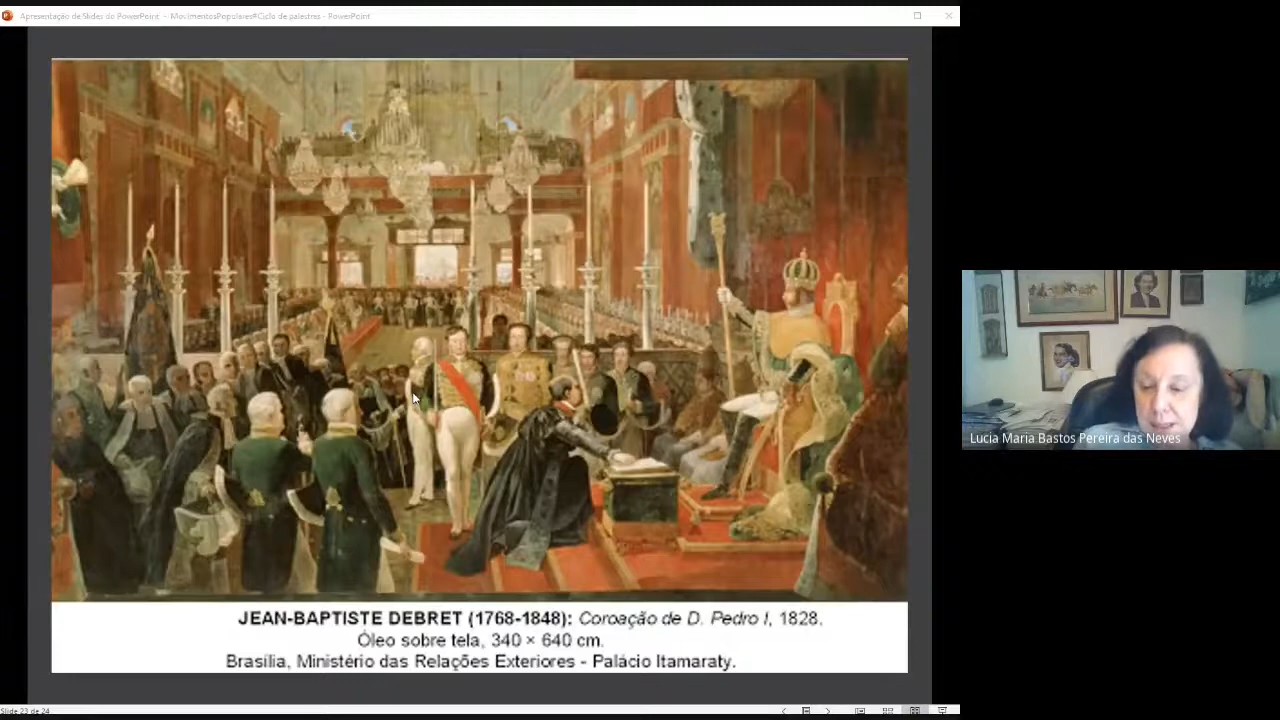 Apresentação de Slides do PowerPoint - MovimentosPopulares#Ciclo de palestras - PowerPoint
JEAN-BAPTISTE DEBRET (1768-1848): Coroação de D. Pedro I, 1828.
Óleo sobre tela, 340 × 640 cm.
Brasília, Ministério das Relações Exteriores - Palácio Itamaraty.
Lucia Maria Bastos Pereira das Neves
Slide 23 de 24